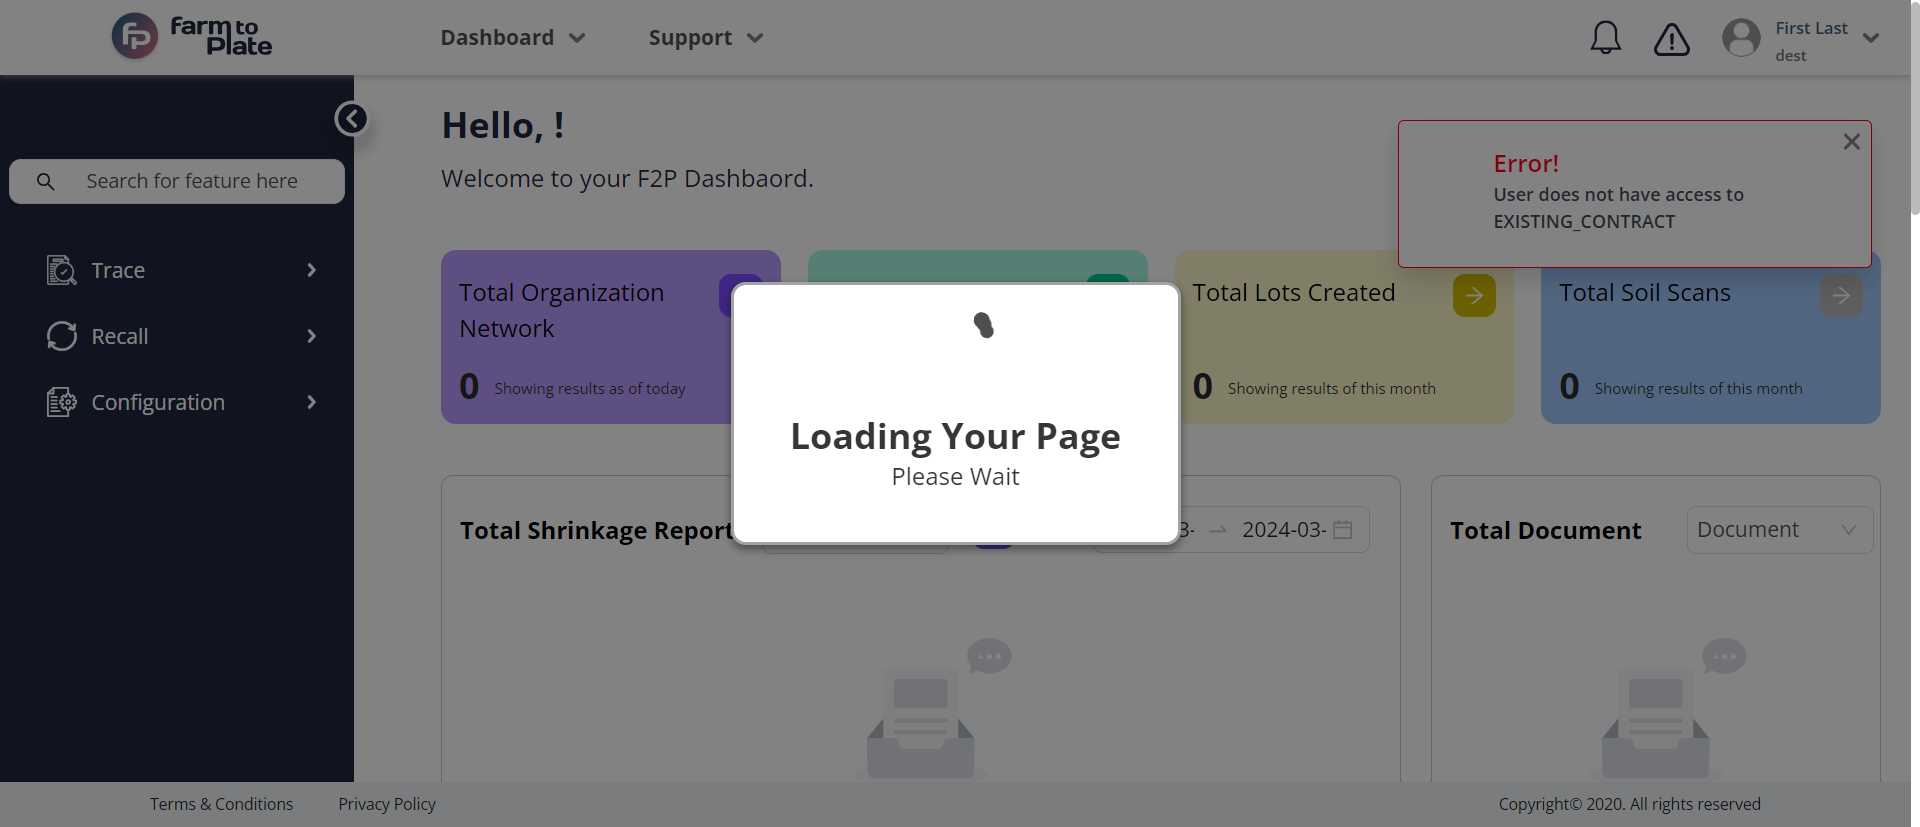 farm to
Plate
Dashboard
Support
First Last
dest
Hello, !
Welcome to your F2P Dashbaord.
Search for feature here
Trace
Recall
Configuration
Error!
User does not have access to
EXISTING_CONTRACT
Total Organization
Network
0 Showing results as of today
Total Lots Created
0 Showing results of this month
Total Soil Scans
0 Showing results of this month
Loading Your Page
Please Wait
Total Shrinkage Report
3- → 2024-03-
Total Document
Document
Terms & Conditions
Privacy Policy
Copyright© 2020. All rights reserved